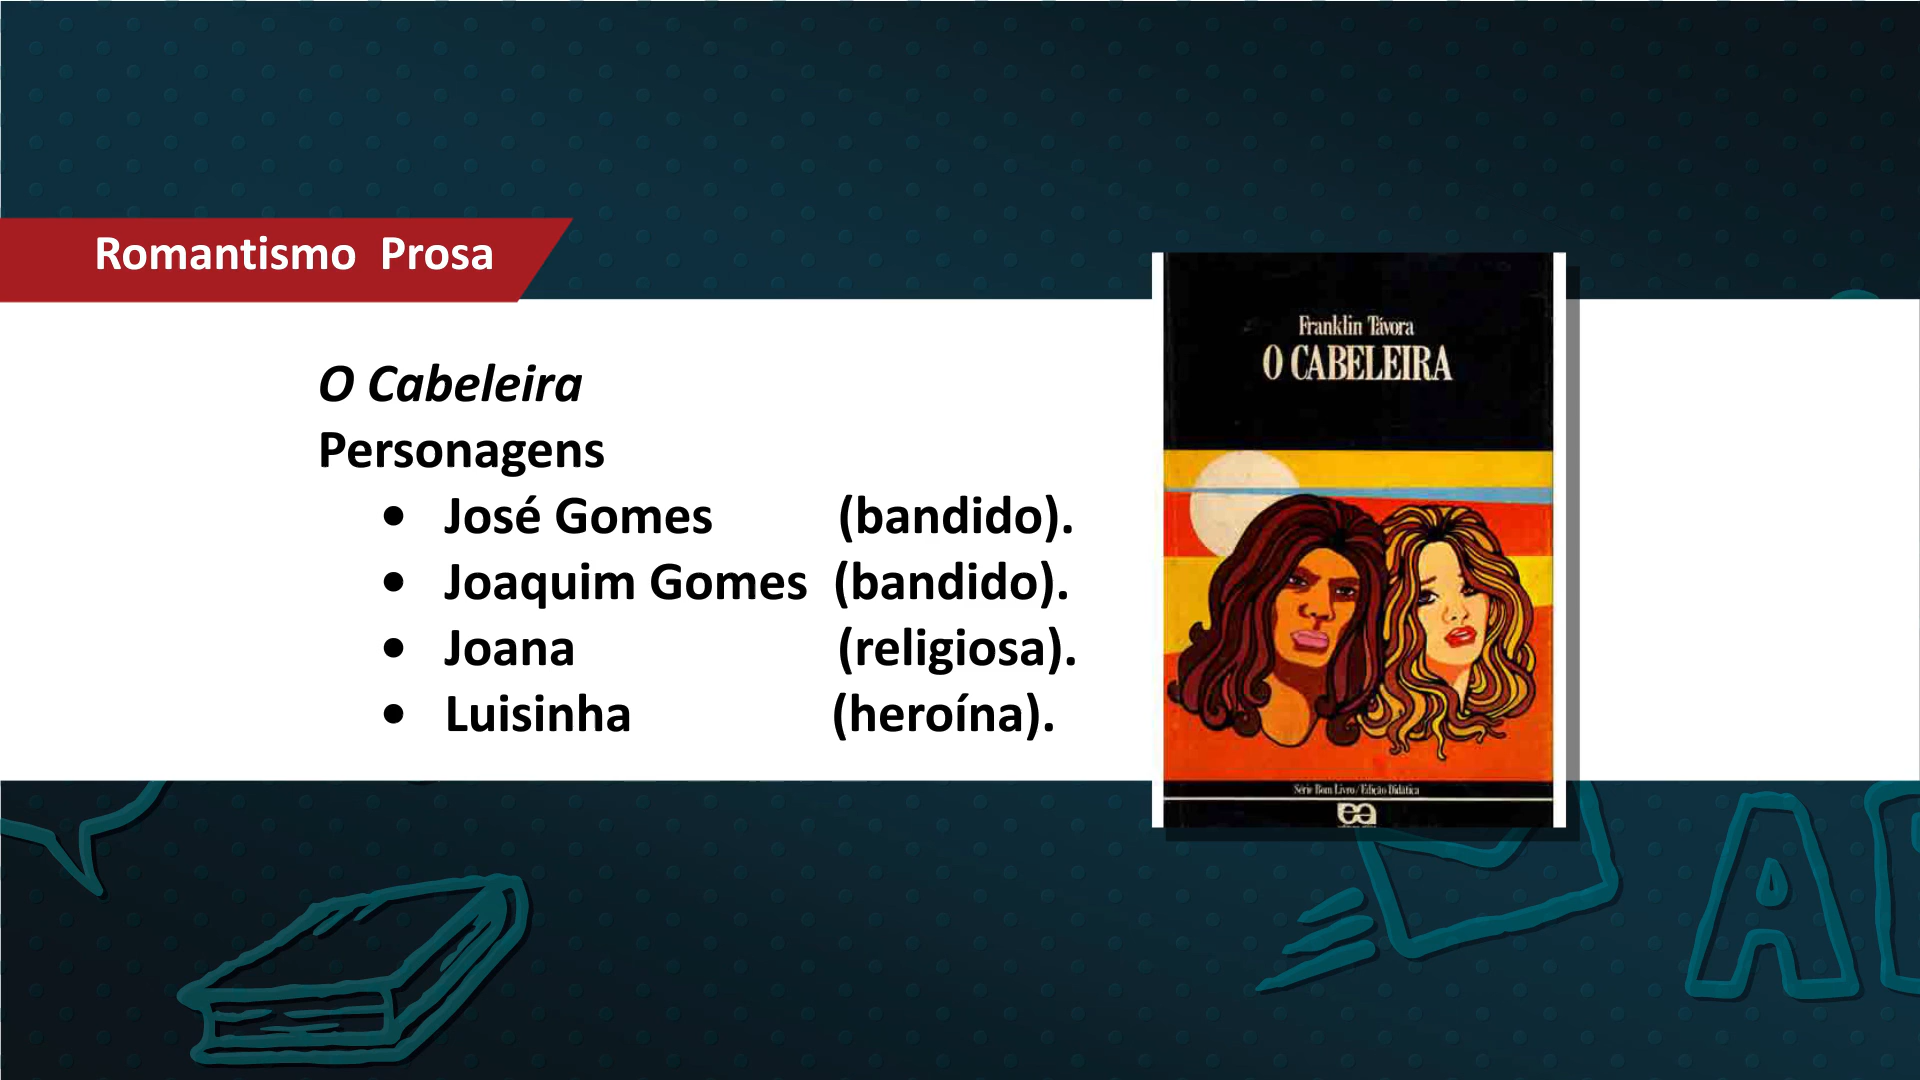 Romantismo Prosa
O Cabeleira
Personagens
• José Gomes (bandido).
• Joaquim Gomes (bandido).
• Joana (religiosa).
• Luisinha (heroína).
Franklin Távora
O CABELEIRA
Série Bom Livro/Edição Didática
ea
A